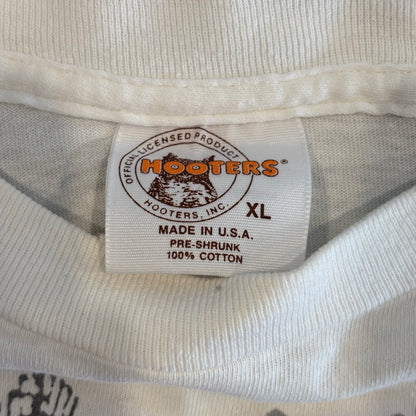 OFFICIAL LICENSED PRODUCT
HOOTERS
HOOTERS, INC.
XL
MADE IN U.S.A.
PRE-SHRUNK
100% COTTON